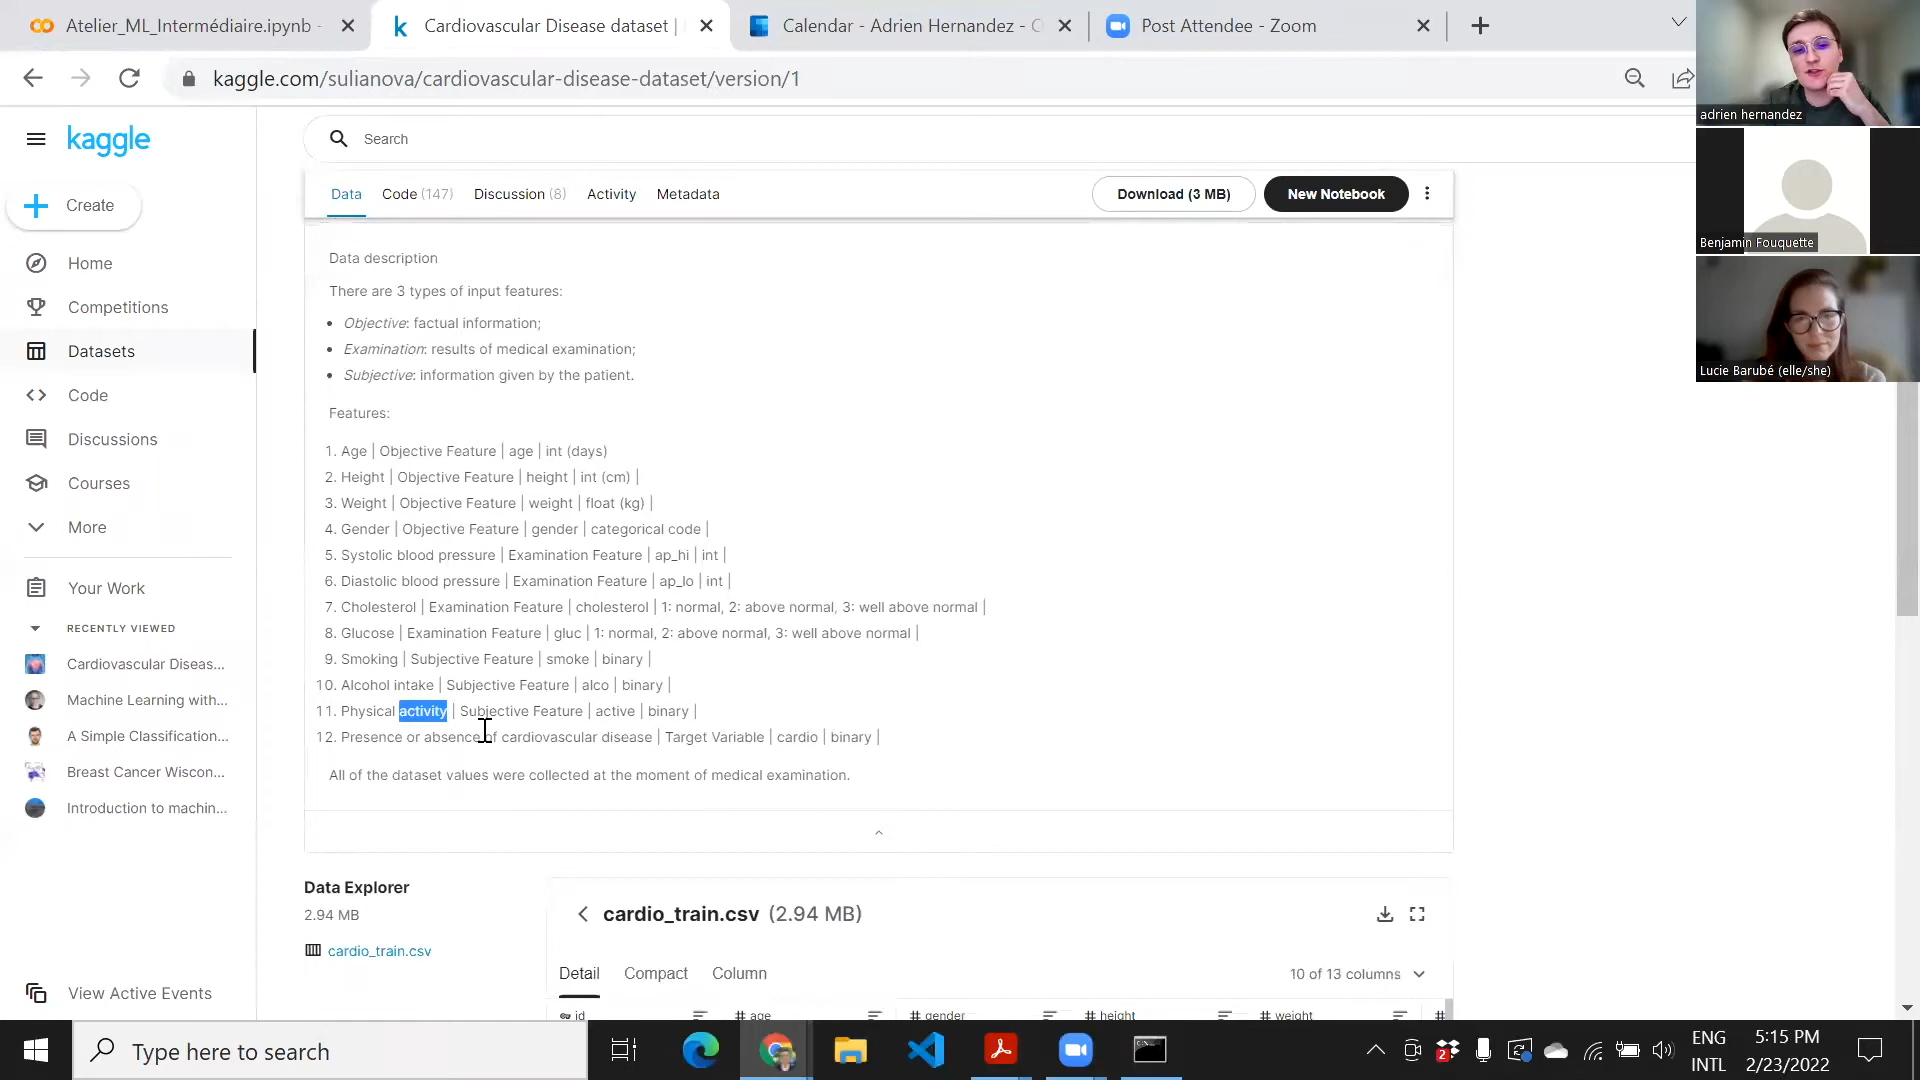 Atelier_ML_Intermédiaire.ipynb -
Cardiovascular Disease dataset |
Calendar - Adrien Hernandez - O
Post Attendee - Zoom
kaggle.com/sulianova/cardiovascular-disease-dataset/version/1
adrien hernandez
Benjamin Fouquette
Lucie Barubé (elle/she)
kaggle
Create
Home
Competitions
Datasets
Code
Discussions
Courses
More
Your Work
RECENTLY VIEWED
Cardiovascular Diseas...
Machine Learning with...
A Simple Classification...
Breast Cancer Wiscon...
Introduction to machin...
View Active Events
Search
Data Code (147) Discussion (8) Activity Metadata Download (3 MB) New Notebook
Data description
There are 3 types of input features:
• Objective: factual information;
• Examination: results of medical examination;
• Subjective: information given by the patient.
Features:
1. Age | Objective Feature | age | int (days)
2. Height | Objective Feature | height | int (cm) |
3. Weight | Objective Feature | weight | float (kg) |
4. Gender | Objective Feature | gender | categorical code |
5. Systolic blood pressure | Examination Feature | ap_hi | int |
6. Diastolic blood pressure | Examination Feature | ap_lo | int |
7. Cholesterol | Examination Feature | cholesterol | 1: normal, 2: above normal, 3: well above normal |
8. Glucose | Examination Feature | gluc | 1: normal, 2: above normal, 3: well above normal |
9. Smoking | Subjective Feature | smoke | binary |
10. Alcohol intake | Subjective Feature | alco | binary |
11. Physical activity | Subjective Feature | active | binary |
12. Presence or absence of cardiovascular disease | Target Variable | cardio | binary |
All of the dataset values were collected at the moment of medical examination.
Data Explorer
2.94 MB
cardio_train.csv
cardio_train.csv (2.94 MB)
Detail Compact Column 10 of 13 columns
id # age # gender # height # weight #
Type here to search
2
ENG
INTL
5:15 PM
2/23/2022